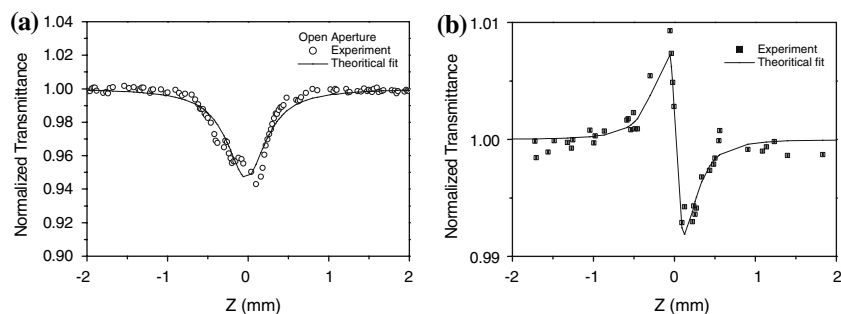 (a)
1.04
1.02
1.00
0.98
0.96
0.94
0.92
0.90
Normalized Transmittance
Open Aperture
Experiment
Theoritical fit
-2
-1
0
1
2
Z (mm)
(b)
1.01
1.00
0.99
Normalized Transmittance
Experiment
Theoritical fit
-2
-1
0
1
2
Z (mm)